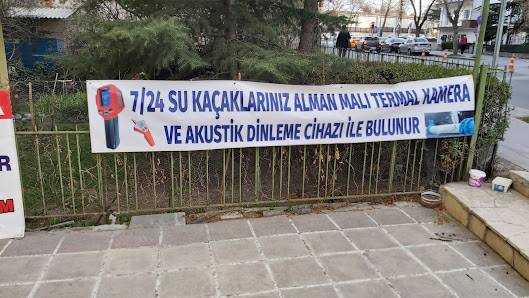 7/24 SU KAÇAKLARINIZ ALMAN MALI TERMAL KAMERA
VE AKUSTİK DİNLEME CİHAZI İLE BULUNUR